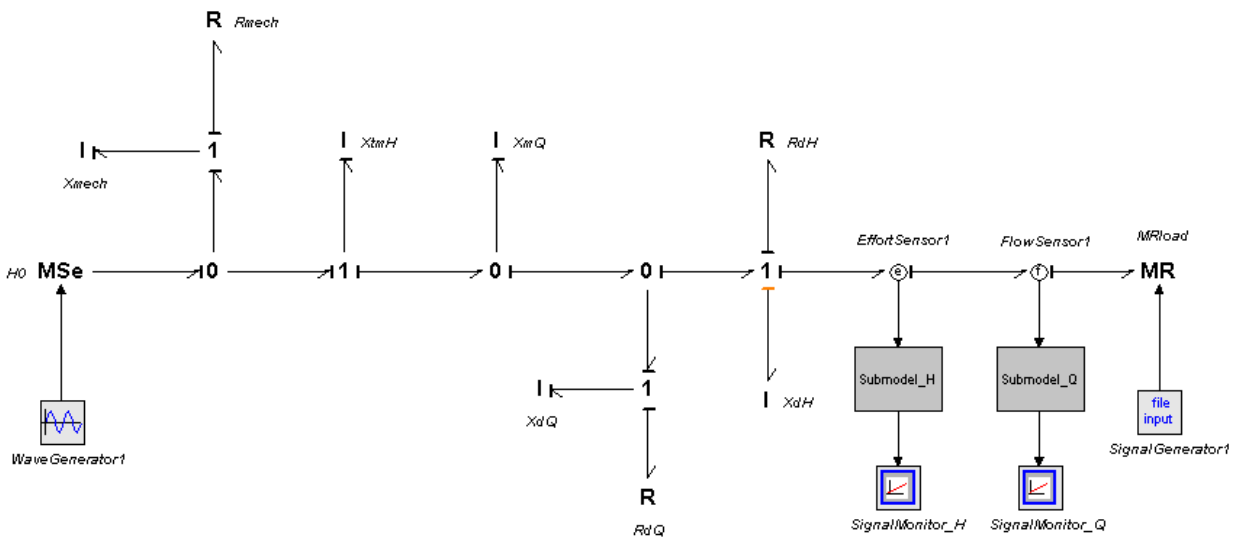 R Rmech
I 1 I XtmH I XmQ R RdH
Xmech
EffortSensor1 FlowSensor1 MRload
H0 MSe 0 1 0 0 1 e f MR
Submodel_H Submodel_Q
I 1 I XdH
file
input
XdQ
WaveGenerator1 SignalGenerator1
R
RdQ SignalMonitor_H SignalMonitor_Q